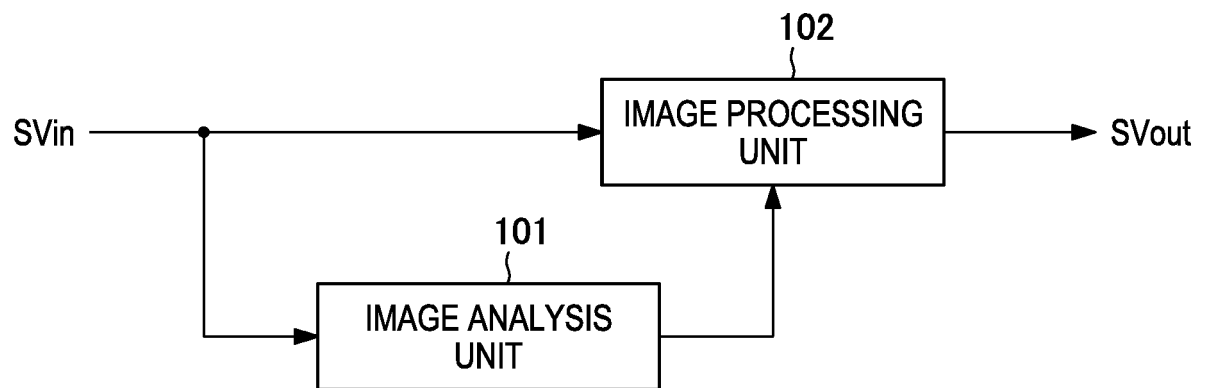 102
IMAGE PROCESSING
UNIT
SVin
SVout
101
IMAGE ANALYSIS
UNIT